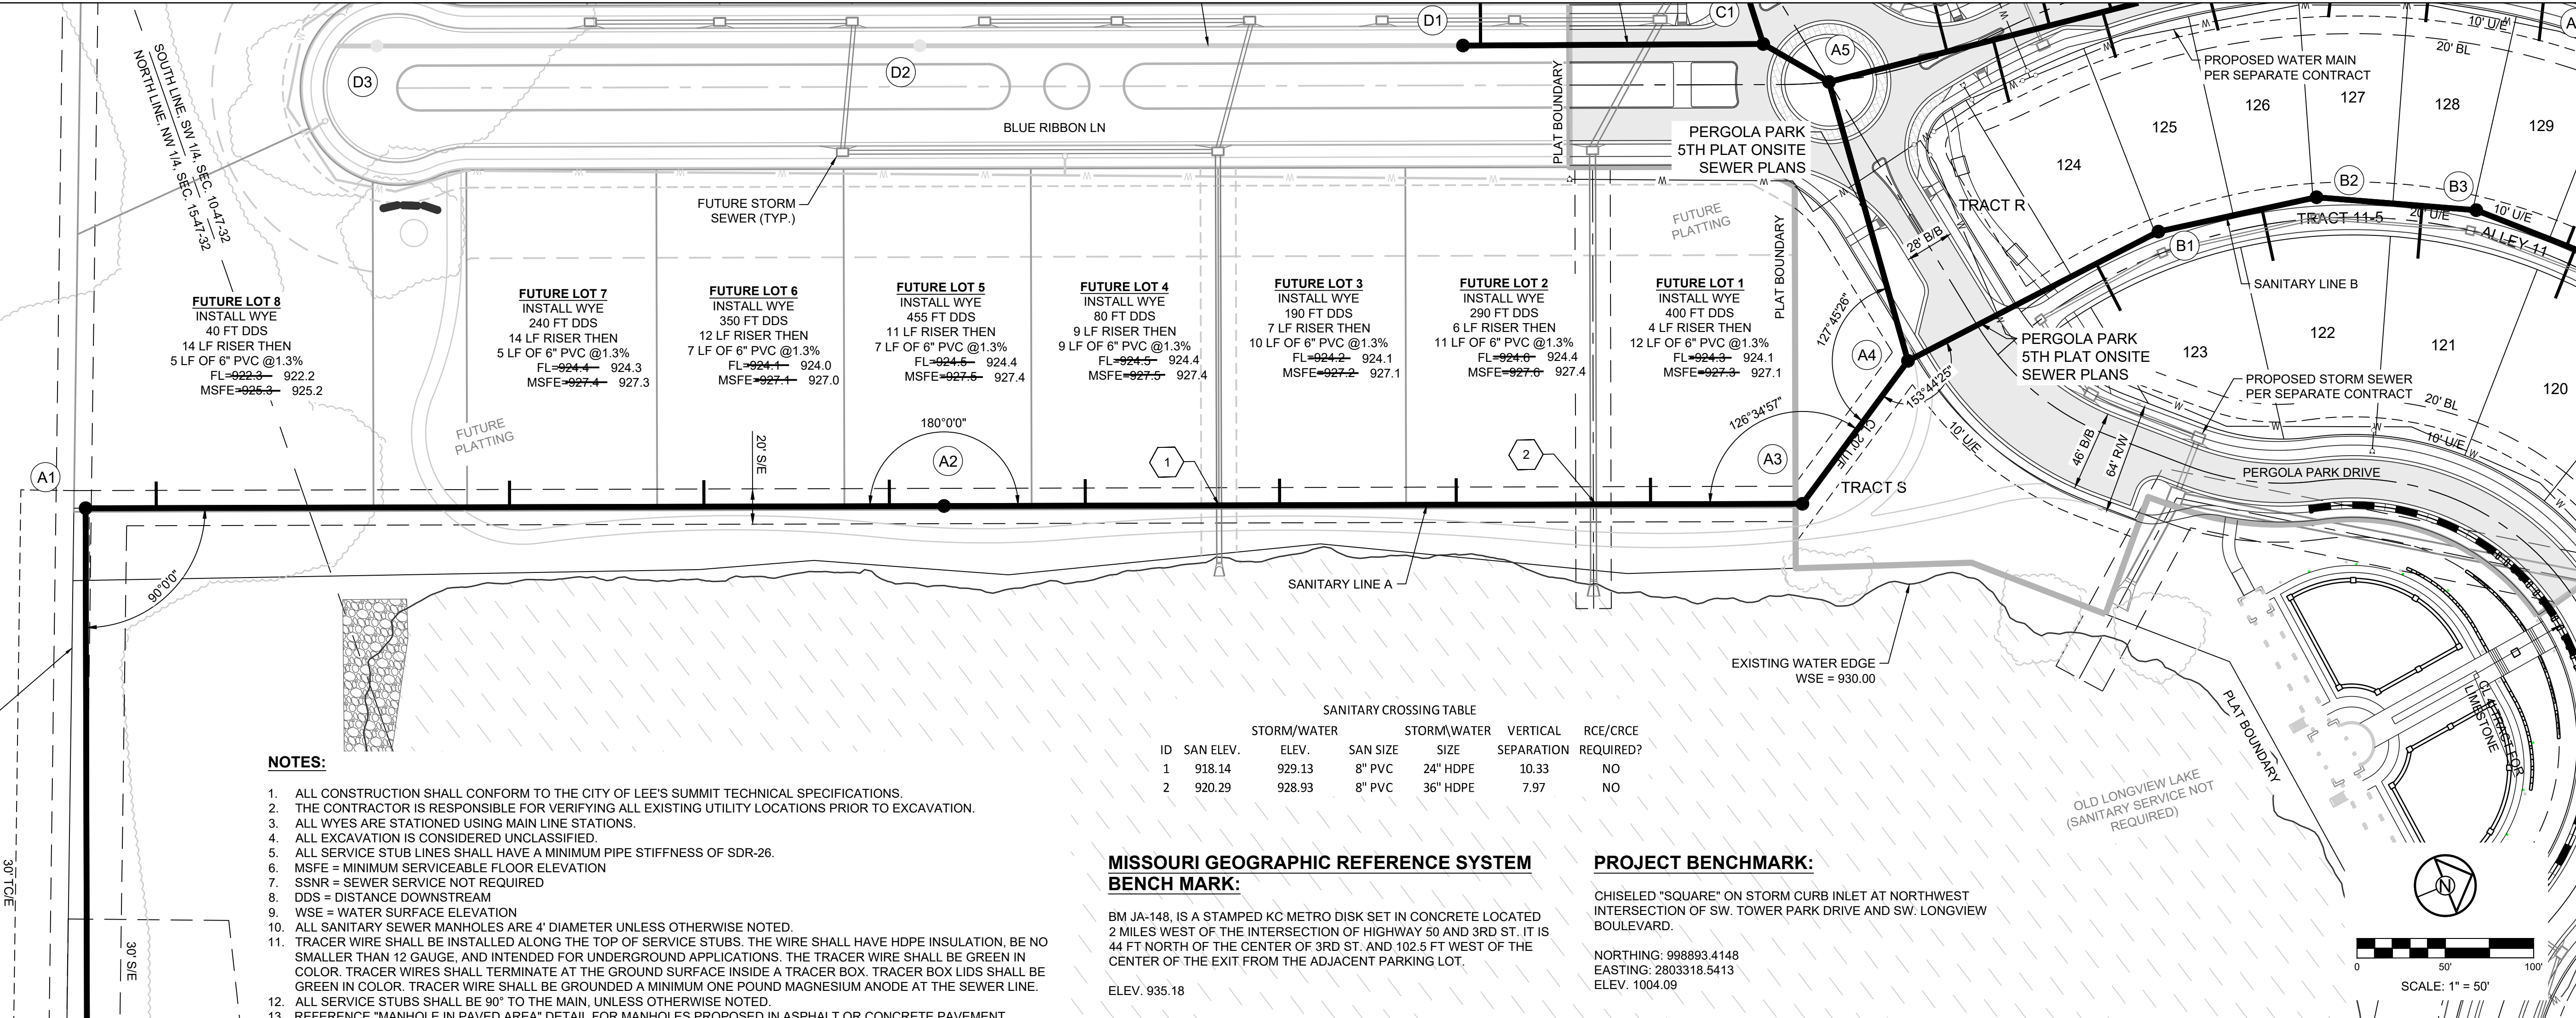 SOUTH LINE, SW 1/4, SEC. 10-47-32
NORTH LINE, NW 1/4, SEC. 15-47-32
D3
D2
D1
C1
A5
BLUE RIBBON LN
PLAT BOUNDARY
PERGOLA PARK
5TH PLAT ONSITE
SEWER PLANS
FUTURE STORM
SEWER (TYP.)
FUTURE
PLATTING
PLAT BOUNDARY
PROPOSED WATER MAIN
PER SEPARATE CONTRACT
10' U/E
20' BL
124
125
126
127
128
129
TRACT R
28' B/B
B1
B2
B3
TRACT 11-5
20' U/E
10' U/E
ALLEY 11
SANITARY LINE B
123
122
121
120
FUTURE LOT 8
INSTALL WYE
40 FT DDS
14 LF RISER THEN
5 LF OF 6" PVC @1.3%
FL=922.3 922.2
MSFE=925.3 925.2
FUTURE LOT 7
INSTALL WYE
240 FT DDS
14 LF RISER THEN
5 LF OF 6" PVC @1.3%
FL=924.4 924.3
MSFE=927.4 927.3
FUTURE LOT 6
INSTALL WYE
350 FT DDS
12 LF RISER THEN
7 LF OF 6" PVC @1.3%
FL=924.1 924.0
MSFE=927.1 927.0
FUTURE LOT 5
INSTALL WYE
455 FT DDS
11 LF RISER THEN
7 LF OF 6" PVC @1.3%
FL=924.5 924.4
MSFE=927.5 927.4
FUTURE LOT 4
INSTALL WYE
80 FT DDS
9 LF RISER THEN
9 LF OF 6" PVC @1.3%
FL=924.5 924.4
MSFE=927.5 927.4
FUTURE LOT 3
INSTALL WYE
190 FT DDS
7 LF RISER THEN
10 LF OF 6" PVC @1.3%
FL=924.2 924.1
MSFE=927.2 927.1
FUTURE LOT 2
INSTALL WYE
290 FT DDS
6 LF RISER THEN
11 LF OF 6" PVC @1.3%
FL=924.6 924.4
MSFE=927.6 927.4
FUTURE LOT 1
INSTALL WYE
400 FT DDS
4 LF RISER THEN
12 LF OF 6" PVC @1.3%
FL=924.3 924.1
MSFE=927.3 927.1
127°45'26"
A4
153°44'25"
126°34'57"
A3
10' U/E
TRACT S
PERGOLA PARK
5TH PLAT ONSITE
SEWER PLANS
PROPOSED STORM SEWER
PER SEPARATE CONTRACT
20' BL
10' U/E
46' B/B
64' R/W
PERGOLA PARK DRIVE
FUTURE
PLATTING
20' S/E
180°0'0"
A2
1
2
A1
90°0'0"
SANITARY LINE A
EXISTING WATER EDGE
WSE = 930.00
PLAT BOUNDARY
OLD LONGVIEW LAKE
(SANITARY SERVICE NOT
REQUIRED)
SANITARY CROSSING TABLE
STORM/WATER STORM\WATER VERTICAL RCE/CRCE
ID SAN ELEV. ELEV. SAN SIZE SIZE SEPARATION REQUIRED?
1 918.14 929.13 8" PVC 24" HDPE 10.33 NO
2 920.29 928.93 8" PVC 36" HDPE 7.97 NO
30' TC/E
30' S/E
NOTES:
1. ALL CONSTRUCTION SHALL CONFORM TO THE CITY OF LEE'S SUMMIT TECHNICAL SPECIFICATIONS.
2. THE CONTRACTOR IS RESPONSIBLE FOR VERIFYING ALL EXISTING UTILITY LOCATIONS PRIOR TO EXCAVATION.
3. ALL WYES ARE STATIONED USING MAIN LINE STATIONS.
4. ALL EXCAVATION IS CONSIDERED UNCLASSIFIED.
5. ALL SERVICE STUB LINES SHALL HAVE A MINIMUM PIPE STIFFNESS OF SDR-26.
6. MSFE = MINIMUM SERVICEABLE FLOOR ELEVATION
7. SSNR = SEWER SERVICE NOT REQUIRED
8. DDS = DISTANCE DOWNSTREAM
9. WSE = WATER SURFACE ELEVATION
10. ALL SANITARY SEWER MANHOLES ARE 4' DIAMETER UNLESS OTHERWISE NOTED.
11. TRACER WIRE SHALL BE INSTALLED ALONG THE TOP OF SERVICE STUBS. THE WIRE SHALL HAVE HDPE INSULATION, BE NO
SMALLER THAN 12 GAUGE, AND INTENDED FOR UNDERGROUND APPLICATIONS. THE TRACER WIRE SHALL BE GREEN IN
COLOR. TRACER WIRES SHALL TERMINATE AT THE GROUND SURFACE INSIDE A TRACER BOX. TRACER BOX LIDS SHALL BE
GREEN IN COLOR. TRACER WIRE SHALL BE GROUNDED A MINIMUM ONE POUND MAGNESIUM ANODE AT THE SEWER LINE.
12. ALL SERVICE STUBS SHALL BE 90° TO THE MAIN, UNLESS OTHERWISE NOTED.
13. REFERENCE "MANHOLE IN PAVED AREA" DETAIL FOR MANHOLES PROPOSED IN ASPHALT OR CONCRETE PAVEMENT
MISSOURI GEOGRAPHIC REFERENCE SYSTEM
BENCH MARK:
BM JA-148, IS A STAMPED KC METRO DISK SET IN CONCRETE LOCATED
2 MILES WEST OF THE INTERSECTION OF HIGHWAY 50 AND 3RD ST. IT IS
44 FT NORTH OF THE CENTER OF 3RD ST. AND 102.5 FT WEST OF THE
CENTER OF THE EXIT FROM THE ADJACENT PARKING LOT.
ELEV. 935.18
PROJECT BENCHMARK:
CHISELED "SQUARE" ON STORM CURB INLET AT NORTHWEST
INTERSECTION OF SW. TOWER PARK DRIVE AND SW. LONGVIEW
BOULEVARD.
NORTHING: 998893.4148
EASTING: 2803318.5413
ELEV. 1004.09
N
0 50' 100'
SCALE: 1" = 50'